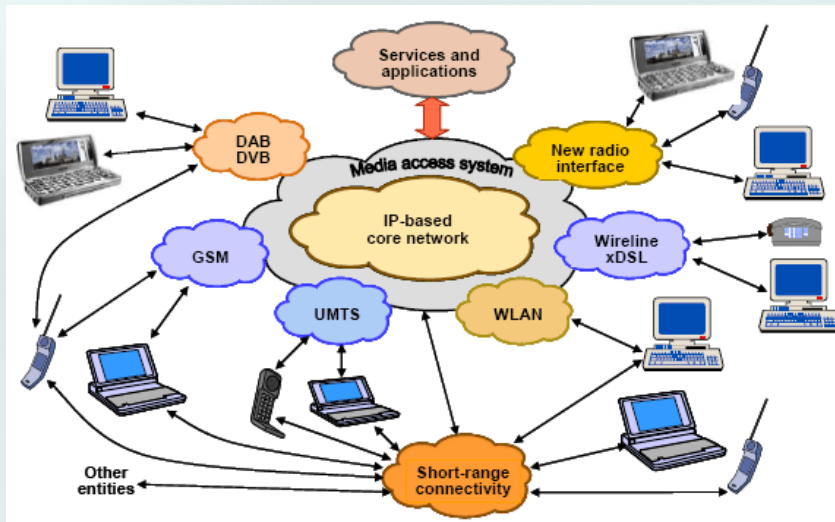 Services and
applications
DAB
DVB
Media access system
New radio
interface
IP-based
core network
GSM
Wireline
xDSL
UMTS
WLAN
Other
entities
Short-range
connectivity